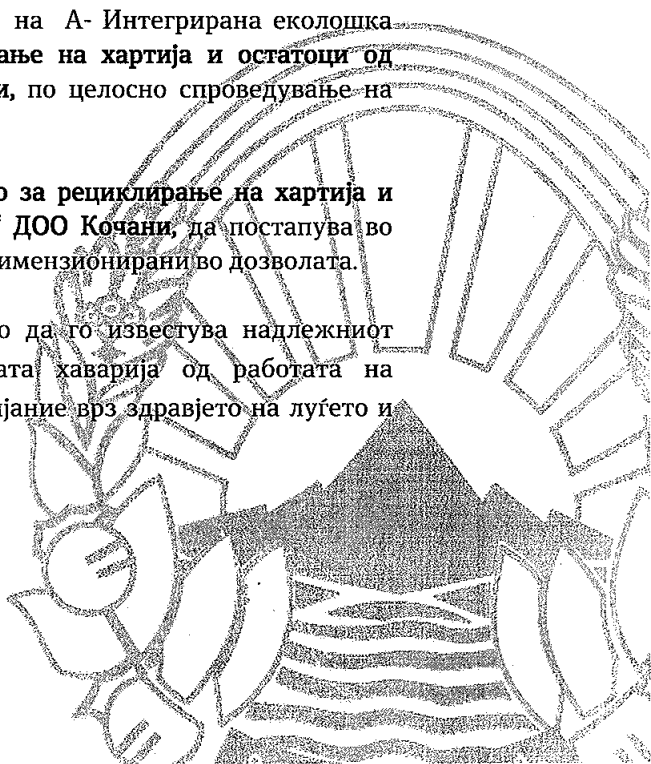 на А- Интегрирана еколошка
ање на хартија и остатоци од
и, по целосно спроведување на
о за рециклирање на хартија и
ДОО Кочани, да постапува во
имензионирани во дозволата.
о да го известува надлежниот
ата хаварија од работата на
јание врз здравјето на луѓето и